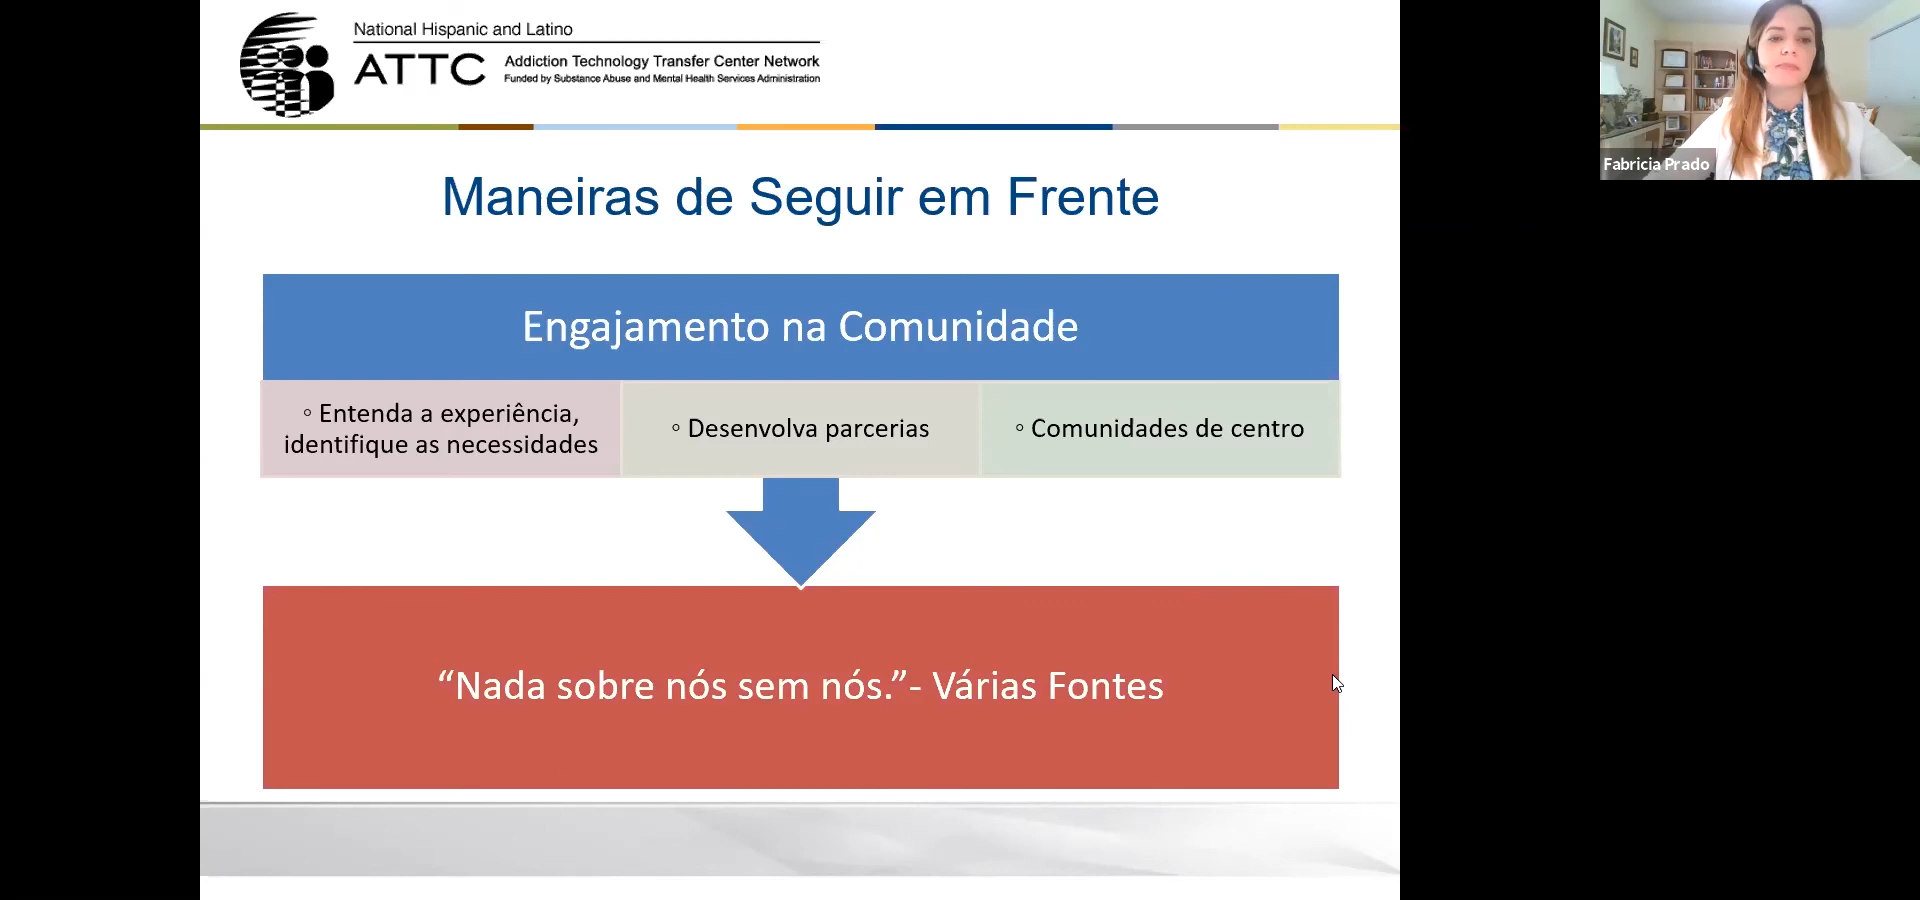 National Hispanic and Latino
ATTC
Addiction Technology Transfer Center Network
Funded by Substance Abuse and Mental Health Services Administration
Fabricia Prado
Maneiras de Seguir em Frente
Engajamento na Comunidade
◦ Entenda a experiência,
identifique as necessidades
◦ Desenvolva parcerias
◦ Comunidades de centro
“Nada sobre nós sem nós.”- Várias Fontes